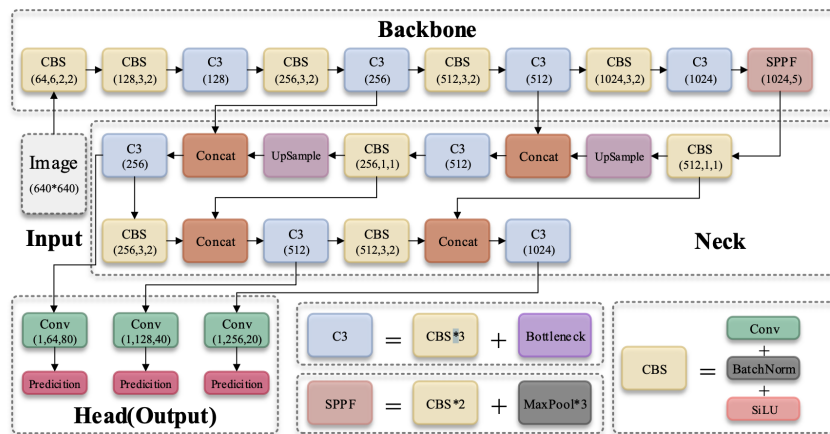 Backbone
CBS
(64,6,2,2)
CBS
(128,3,2)
C3
(128)
CBS
(256,3,2)
C3
(256)
CBS
(512,3,2)
C3
(512)
CBS
(1024,3,2)
C3
(1024)
SPPF
(1024,5)
Image
(640*640)
Input
C3
(256)
Concat
UpSample
CBS
(256,1,1)
C3
(512)
Concat
UpSample
CBS
(512,1,1)
CBS
(256,3,2)
Concat
C3
(512)
CBS
(512,3,2)
Concat
C3
(1024)
Neck
Conv
(1,64,80)
Conv
(1,128,40)
Conv
(1,256,20)
Predicition
Predicition
Predicition
Head(Output)
C3 = CBS*3 + Bottleneck
SPPF = CBS*2 + MaxPool*3
CBS =
Conv
+
BatchNorm
+
SiLU